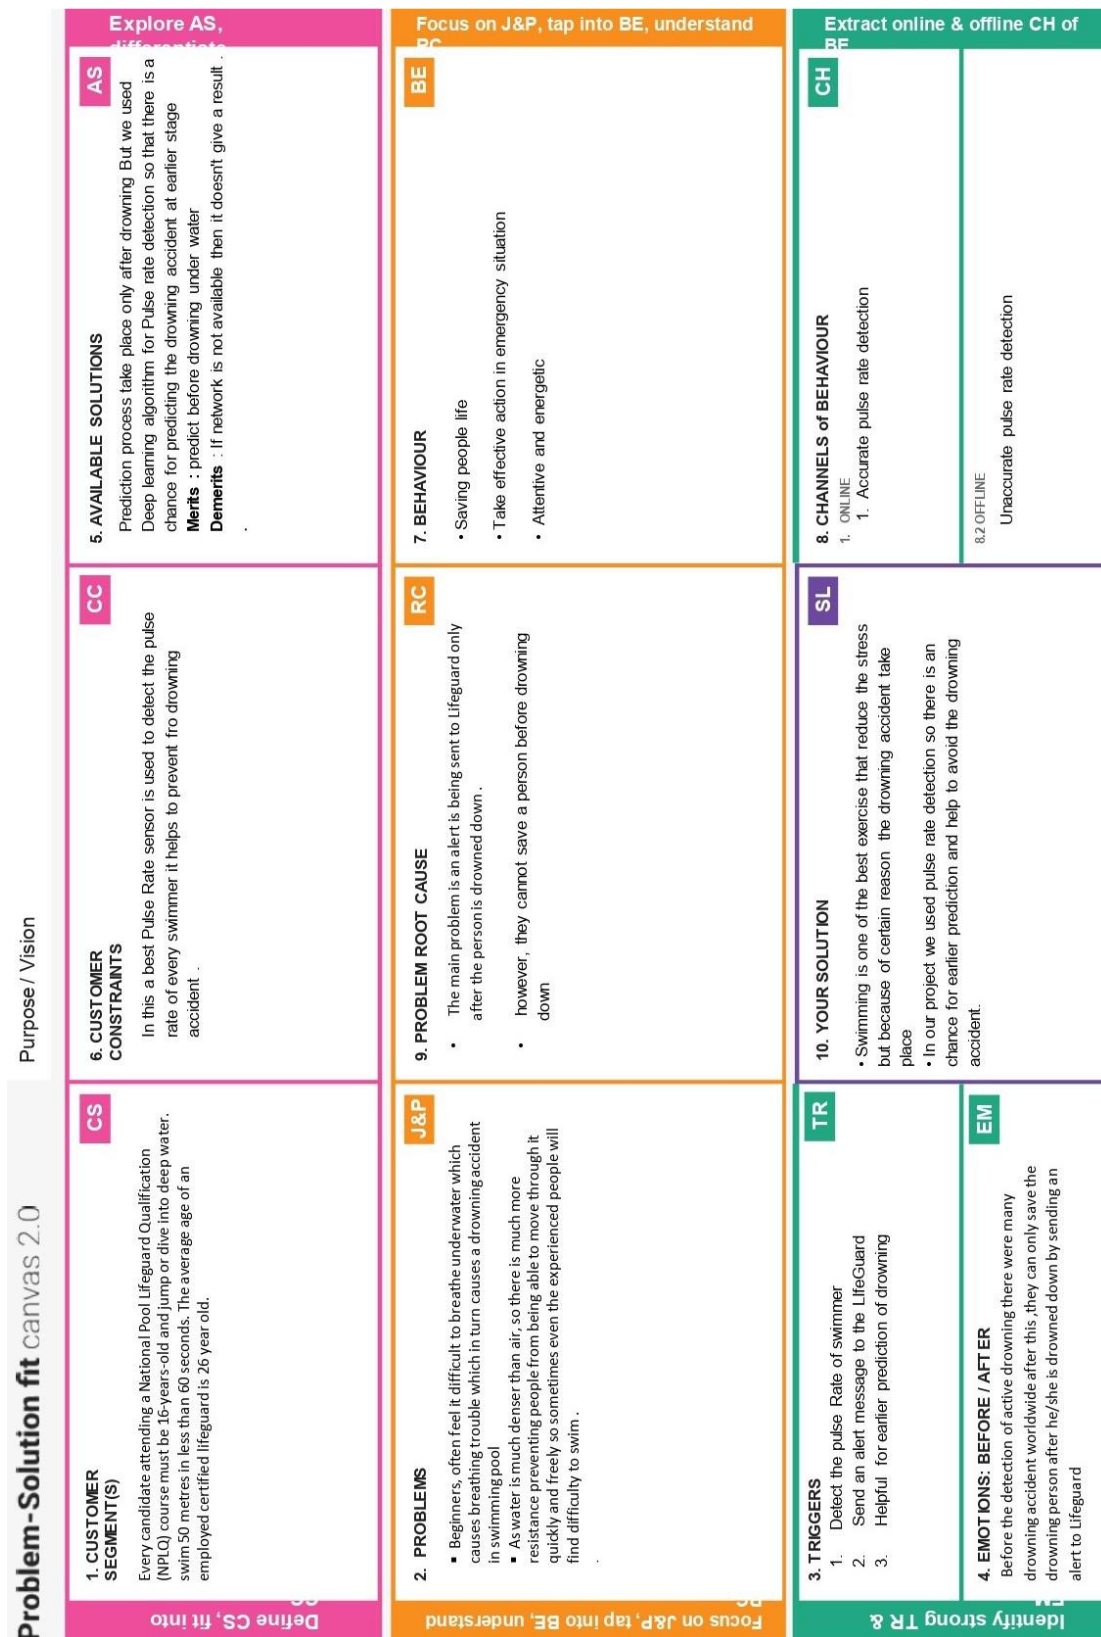 Problem-Solution fit canvas 2.0
Purpose / Vision
Define CS, fit into
CC
1. CUSTOMER
SEGMENT(S)
CS
Every candidate attending a National Pool Lifeguard Qualification
(NPLQ) course must be 16-years-old and jump or dive into deep water.
swim 50 metres in less than 60 seconds. The average age of an
employed certified lifeguard is 26 year old.
6. CUSTOMER
CONSTRAINTS
CC
In this a best Pulse Rate sensor is used to detect the pulse
rate of every swimmer it helps to prevent fro drowning
accident .
5. AVAILABLE SOLUTIONS
AS
Prediction process take place only after drowning But we used
Deep learning algorithm for Pulse rate detection so that there is a
chance for predicting the drowning accident at earlier stage
Merits : predict before drowning under water
Demerits : If network is not available then it doesn't give a result .
.
Explore AS,
differentiate
Focus on J&P, tap into BE, understand
RC
2. PROBLEMS
J&P
▪ Beginners, often feel it difficult to breathe underwater which
causes breathing trouble which in turn causes a drowning accident
in swimming pool
▪ As water is much denser than air, so there is much more
resistance preventing people from being able to move through it
quickly and freely so sometimes even the experienced people will
find difficulty to swim .
.
9. PROBLEM ROOT CAUSE
RC
• The main problem is an alert is being sent to Lifeguard only
after the person is drowned down .
• however, they cannot save a person before drowning
down
7. BEHAVIOUR
BE
• Saving people life
• Take effective action in emergency situation
• Attentive and energetic
Focus on J&P, tap into BE, understand
RC
Identify strong TR &
EM
3. TRIGGERS
TR
1. Detect the pulse Rate of swimmer
2. Send an alert message to the LIfeGuard
3. Helpful for earlier prediction of drowning
4. EMOTIONS: BEFORE / AFTER
EM
Before the detection of active drowning there were many
drowning accident worldwide after this ,they can only save the
drowning person after he/she is drowned down by sending an
alert to Lifeguard
10. YOUR SOLUTION
SL
• Swimming is one of the best exercise that reduce the stress
but because of certain reason the drowning accident take
place
• In our project we used pulse rate detection so there is an
chance for earlier prediction and help to avoid the drowning
accident.
8. CHANNELS of BEHAVIOUR
CH
1. ONLINE
1. Accurate pulse rate detection
8.2 OFFLINE
Unaccurate pulse rate detection
Extract online & offline CH of
BE